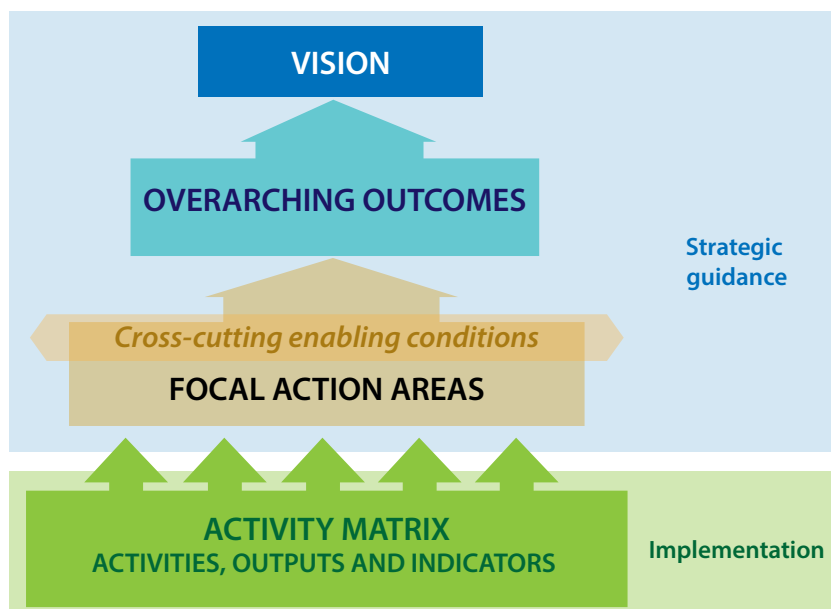 VISION
OVERARCHING OUTCOMES
Strategic
guidance
Cross-cutting enabling conditions
FOCAL ACTION AREAS
ACTIVITY MATRIX
ACTIVITIES, OUTPUTS AND INDICATORS
Implementation